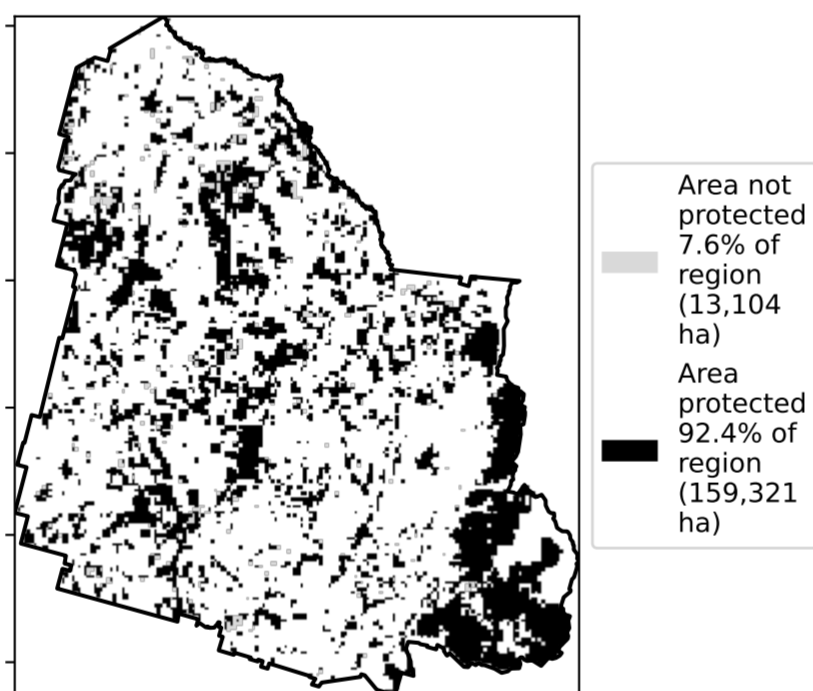 Area not
protected
7.6% of
region
(13,104
ha)
Area
protected
92.4% of
region
(159,321
ha)